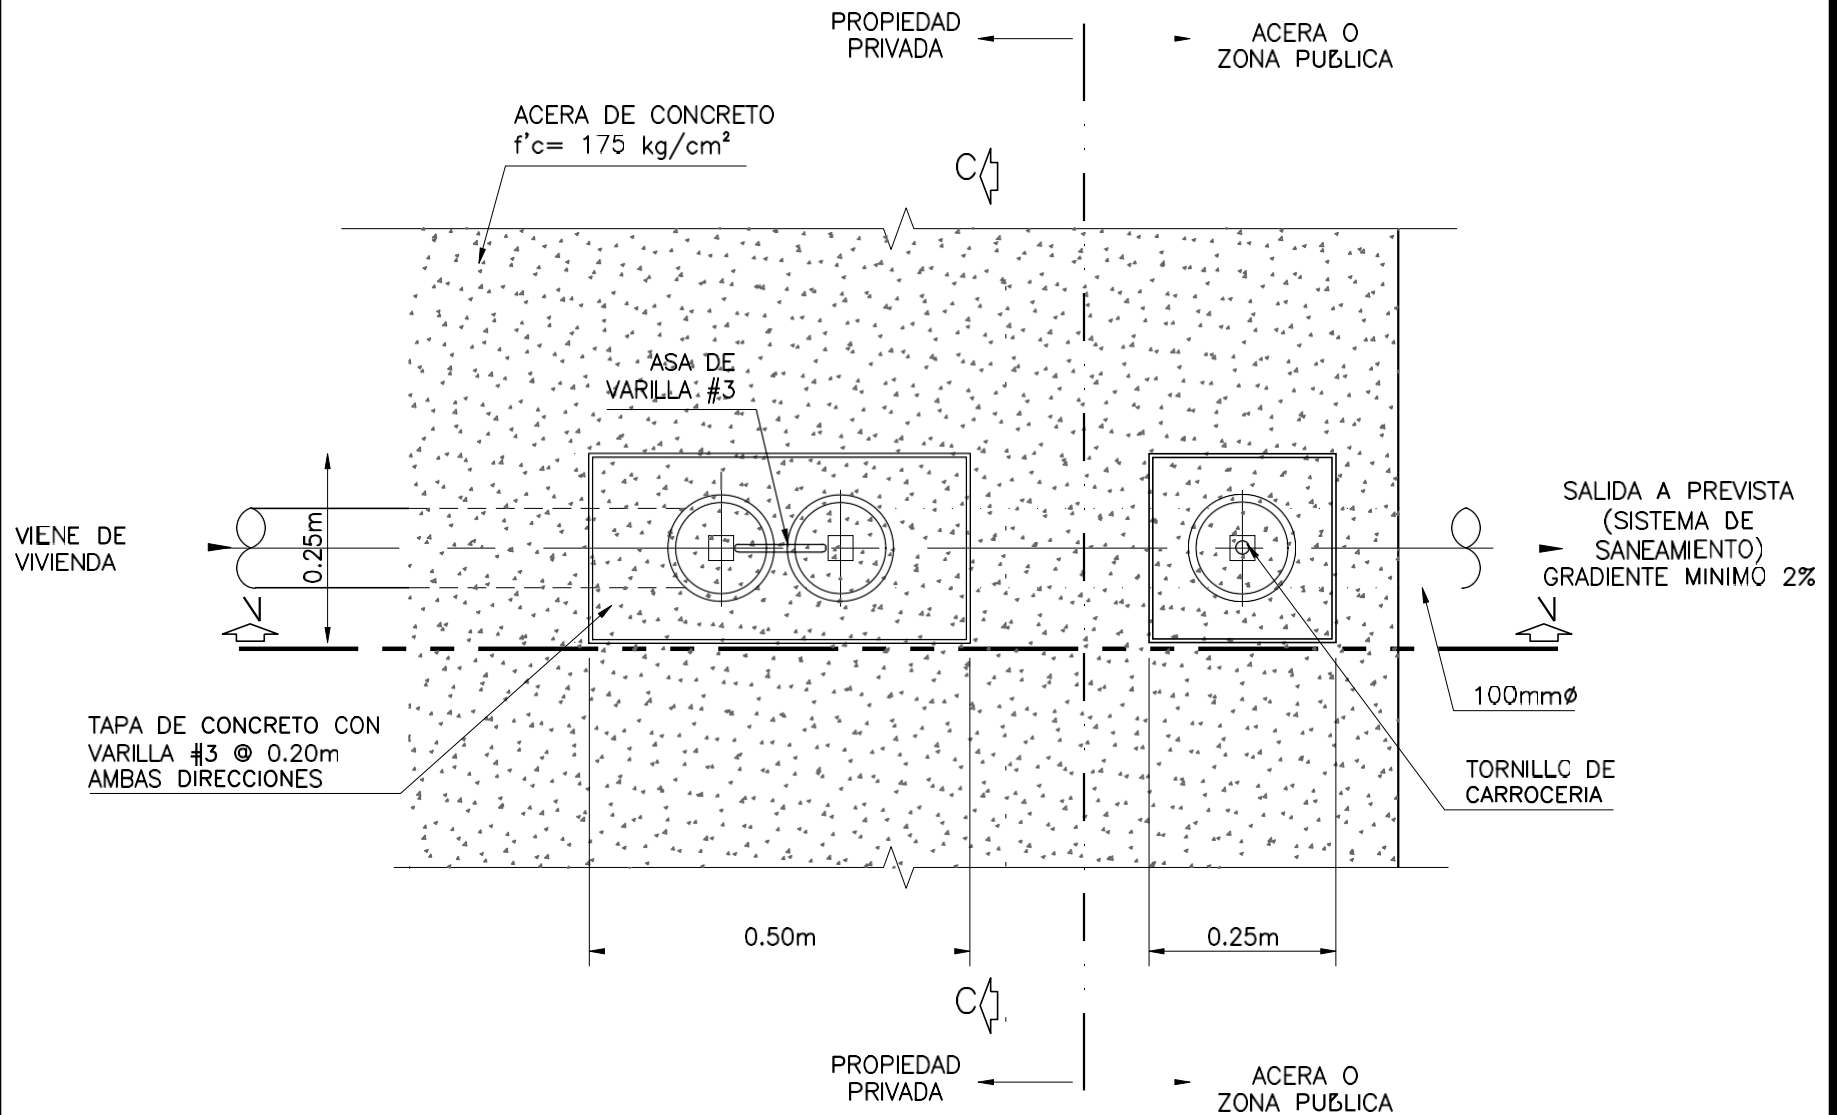 PROPIEDAD
PRIVADA
ACERA O
ZONA PUBLICA
ACERA DE CONCRETO
f'c= 175 kg/cm²
C
ASA DE
VARILLA #3
VIENE DE
VIVIENDA
0.25m
SALIDA A PREVISTA
(SISTEMA DE
SANEAMIENTO)
GRADIENTE MINIMO 2%
V
V
100mmø
TAPA DE CONCRETO CON
VARILLA #3 @ 0.20m
AMBAS DIRECCIONES
TORNILLO DE
CARROCERIA
0.50m
0.25m
C
PROPIEDAD
PRIVADA
ACERA O
ZONA PUBLICA